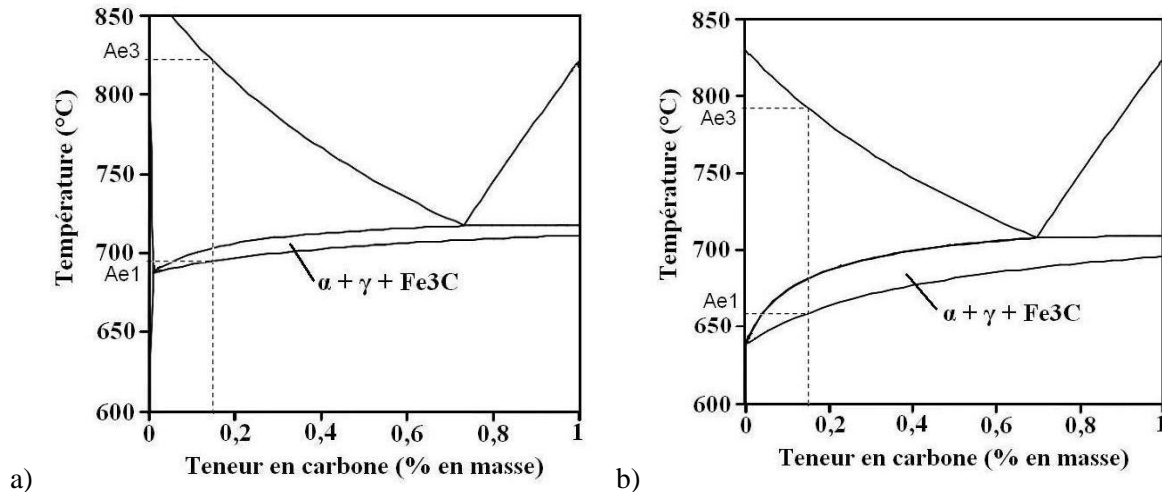 850
Ae3
800
750
700
Ae1
650
600
Température (°C)
α + γ + Fe3C
0 0,2 0,4 0,6 0,8 1
Teneur en carbone (% en masse)
a)
850
800
Ae3
750
700
Ae1
650
600
Température (°C)
α + γ + Fe3C
0 0,2 0,4 0,6 0,8 1
Teneur en carbone (% en masse)
b)